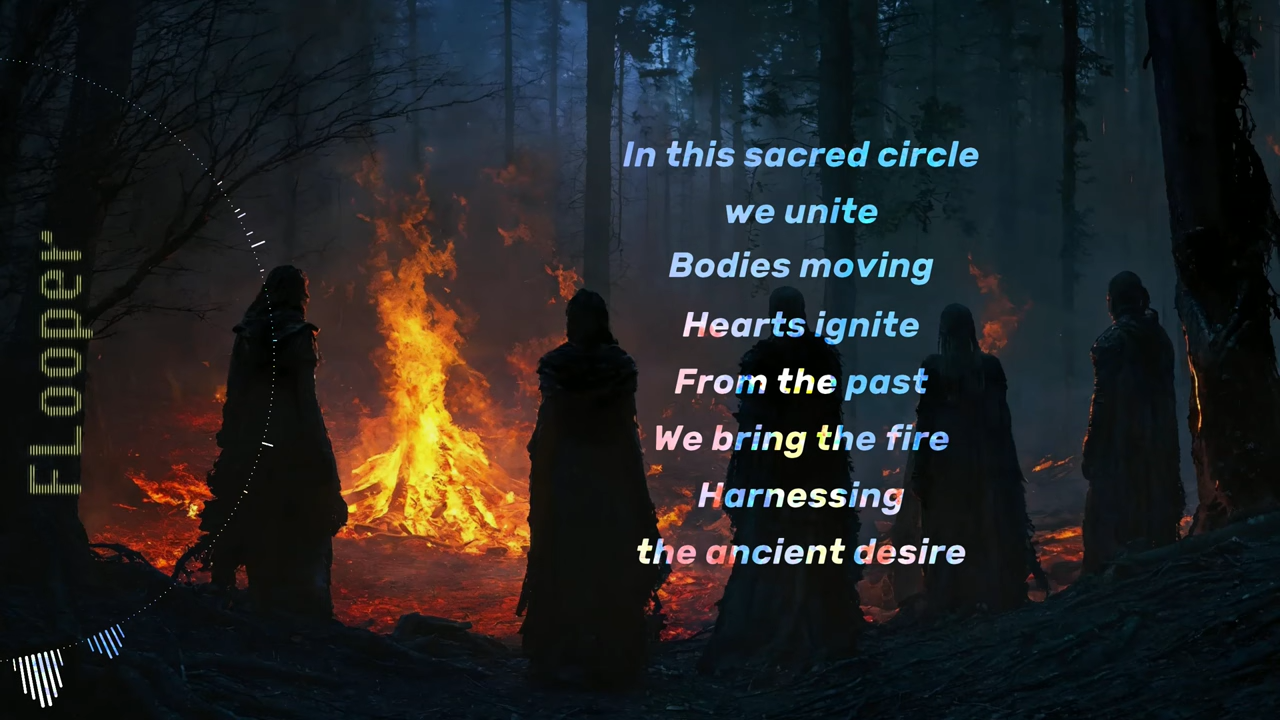 FLooper
In this sacred circle
we unite
Bodies moving
Hearts ignite
From the past
We bring the fire
Harnessing
the ancient desire